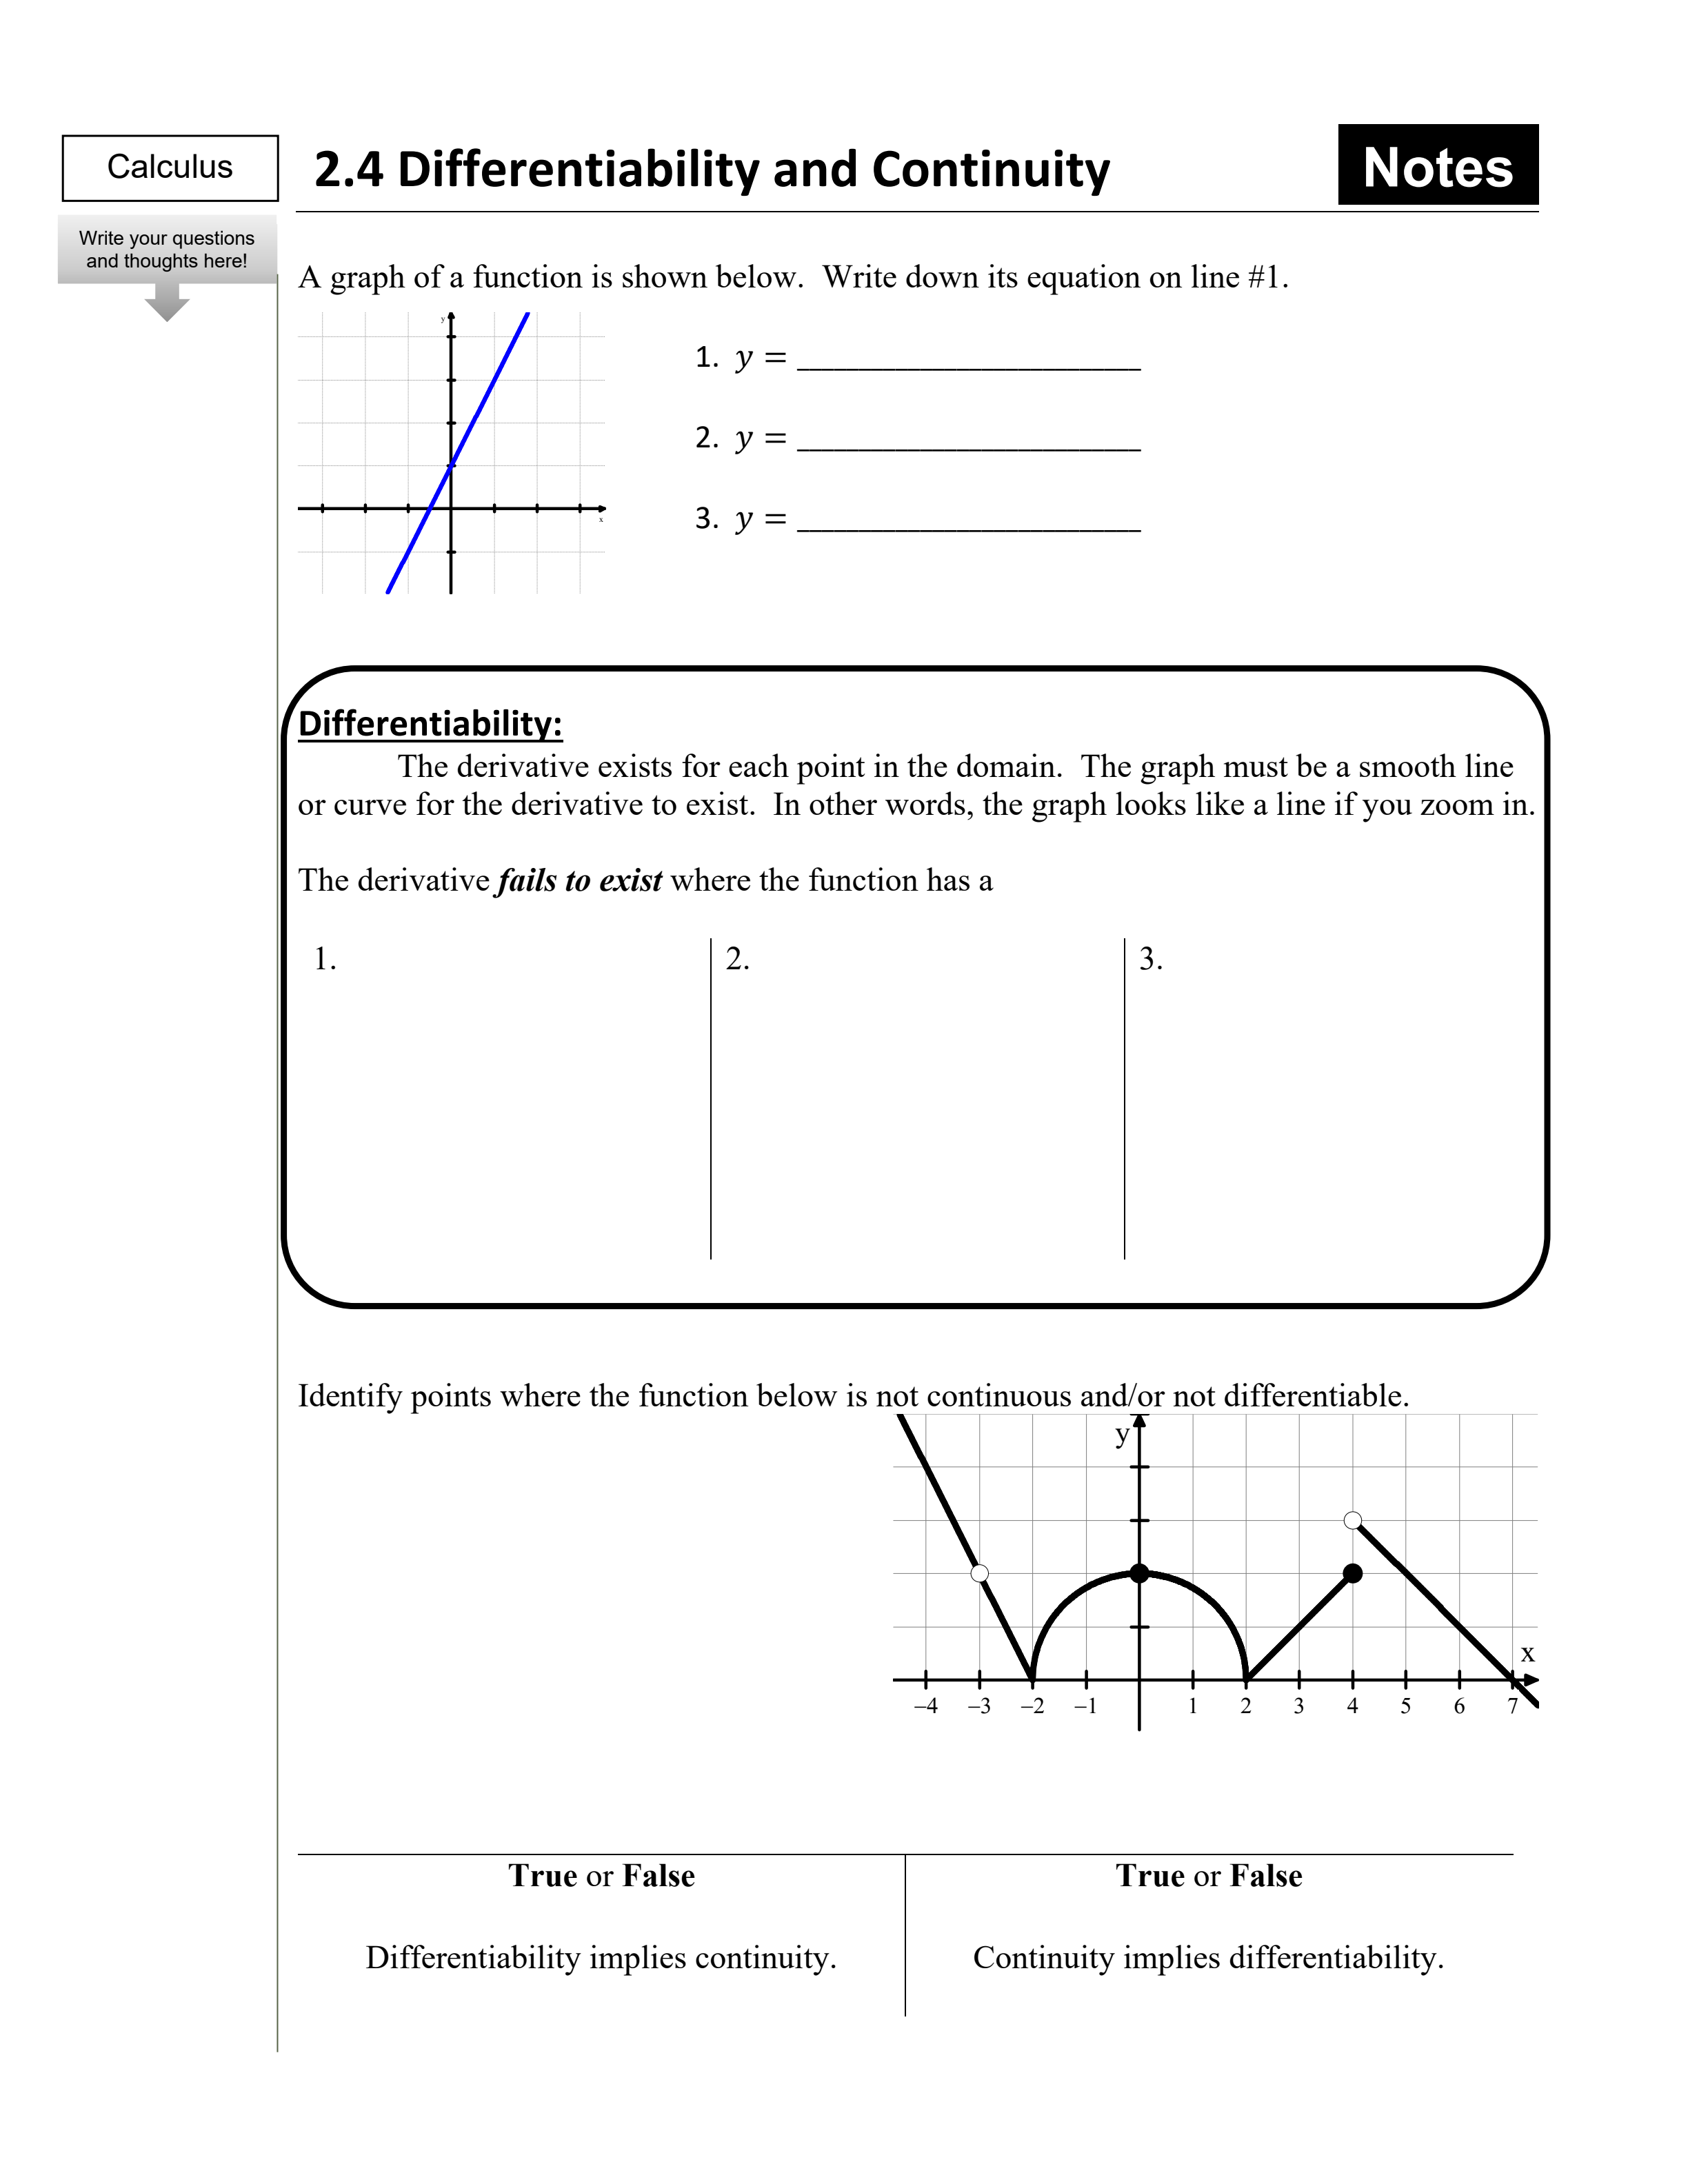 Calculus
2.4 Differentiability and Continuity
Notes
Write your questions
and thoughts here!
A graph of a function is shown below.  Write down its equation on line #1.
y
x
1. y = ______________________
2. y = ______________________
3. y = ______________________
Differentiability:
The derivative exists for each point in the domain.  The graph must be a smooth line
or curve for the derivative to exist.  In other words, the graph looks like a line if you zoom in.
The derivative fails to exist where the function has a
1.
2.
3.
Identify points where the function below is not continuous and/or not differentiable.
y
x
–4 –3 –2 –1 1 2 3 4 5 6 7
True or False
Differentiability implies continuity.
True or False
Continuity implies differentiability.